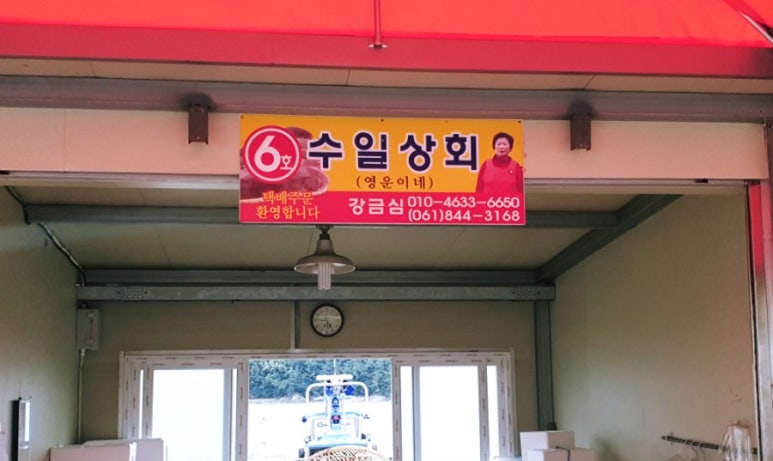 6호 수일상회
(영운이네)
택배주문
환영합니다
강금심 010-4633-6650
(061)844-3168